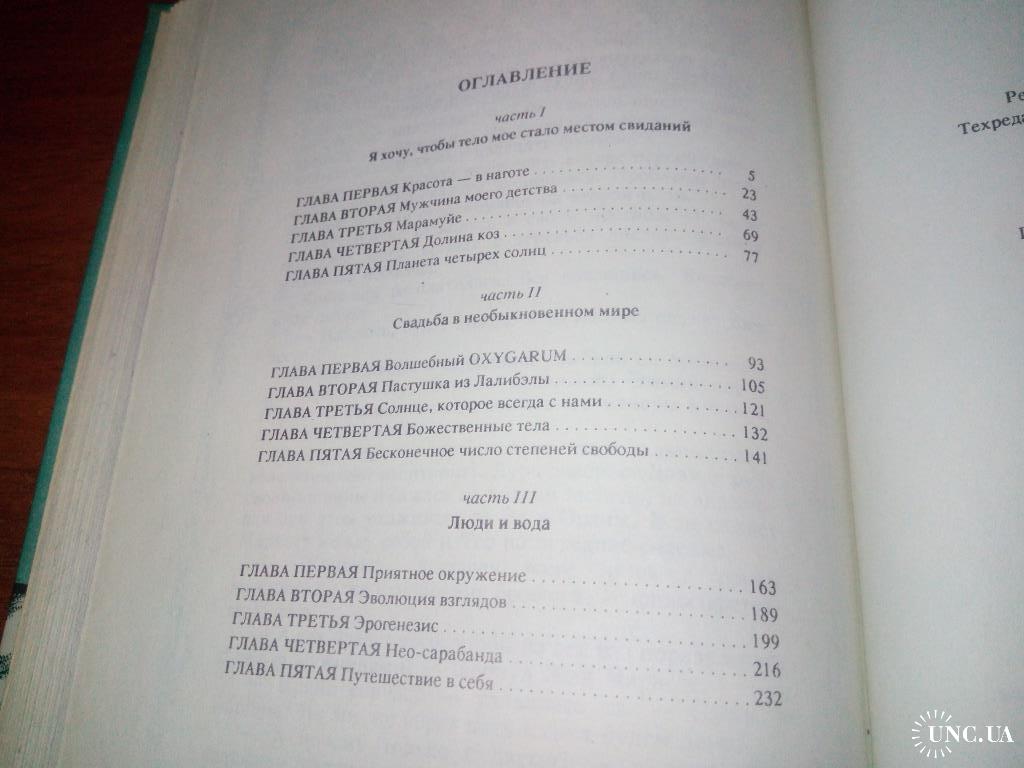 ОГЛАВЛЕНИЕ
часть I
Я хочу, чтобы тело мое стало местом свиданий
ГЛАВА ПЕРВАЯ Красота — в наготе . . . . . . . . . . . . . . . . . . . . . . . . 5
ГЛАВА ВТОРАЯ Мужчина моего детства . . . . . . . . . . . . . . . . . . . . 23
ГЛАВА ТРЕТЬЯ Марамуйе . . . . . . . . . . . . . . . . . . . . . . . . . . . . . . 43
ГЛАВА ЧЕТВЕРТАЯ Долина коз . . . . . . . . . . . . . . . . . . . . . . . . . . 69
ГЛАВА ПЯТАЯ Планета четырех солнц . . . . . . . . . . . . . . . . . . . . . 77
часть II
Свадьба в необыкновенном мире
ГЛАВА ПЕРВАЯ Волшебный OXYGARUM . . . . . . . . . . . . . . . . . . . . 93
ГЛАВА ВТОРАЯ Пастушка из Лалибэлы . . . . . . . . . . . . . . . . . . . . . 105
ГЛАВА ТРЕТЬЯ Солнце, которое всегда с нами . . . . . . . . . . . . . . . . 121
ГЛАВА ЧЕТВЕРТАЯ Божественные тела . . . . . . . . . . . . . . . . . . . . . 132
ГЛАВА ПЯТАЯ Бесконечное число степеней свободы . . . . . . . . . . . 141
часть III
Люди и вода
ГЛАВА ПЕРВАЯ Приятное окружение . . . . . . . . . . . . . . . . . . . . . . . 163
ГЛАВА ВТОРАЯ Эволюция взглядов . . . . . . . . . . . . . . . . . . . . . . . . 189
ГЛАВА ТРЕТЬЯ Эрогенезис . . . . . . . . . . . . . . . . . . . . . . . . . . . . . . 199
ГЛАВА ЧЕТВЕРТАЯ Нео-сарабанда . . . . . . . . . . . . . . . . . . . . . . . . 216
ГЛАВА ПЯТАЯ Путешествие в себя . . . . . . . . . . . . . . . . . . . . . . . . 232
Ре
Техреда
UNC.UA